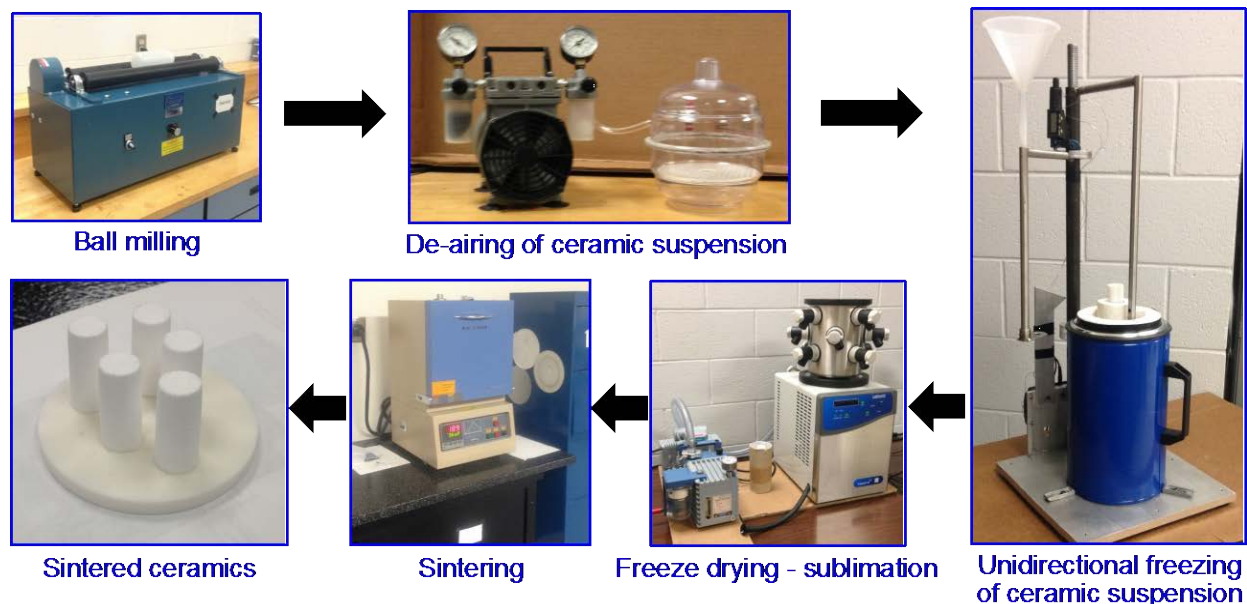 Ball milling
De-airing of ceramic suspension
Unidirectional freezing
of ceramic suspension
Freeze drying - sublimation
Sintering
Sintered ceramics